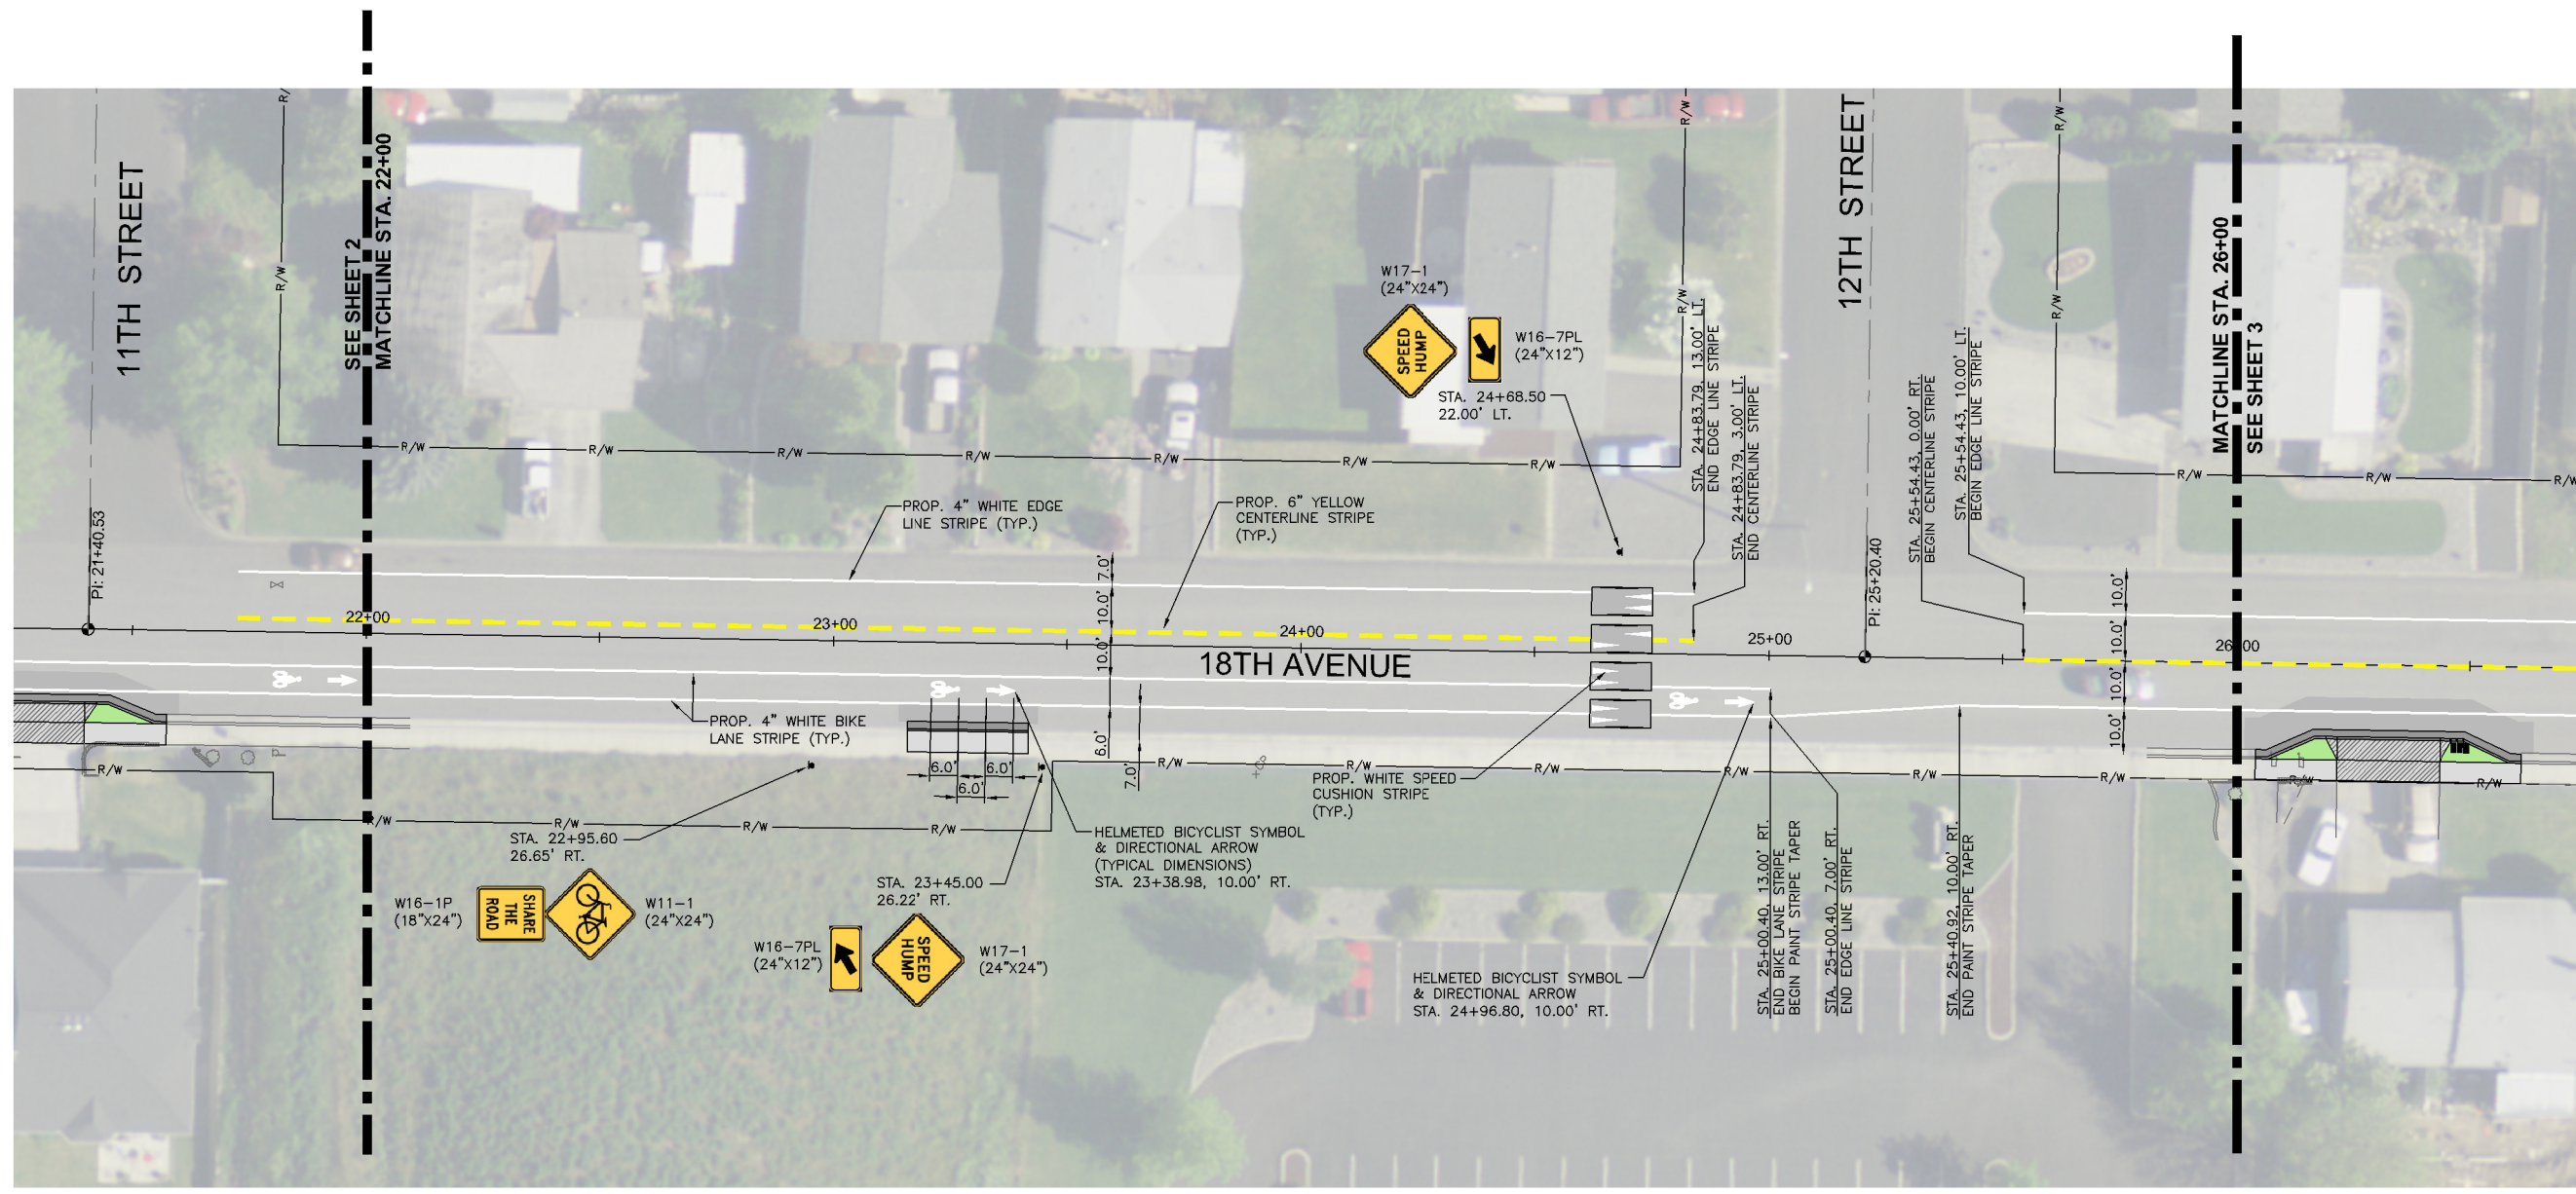 11TH STREET
SEE SHEET 2
MATCHLINE STA. 22+00
R/W
R/W
R/W
R/W
R/W
R/W
R/W
R/W
R/W
PI: 21+40.53
PROP. 4" WHITE EDGE
LINE STRIPE (TYP.)
PROP. 6" YELLOW
CENTERLINE STRIPE
(TYP.)
W17-1
(24"X24")
SPEED
HUMP
W16-7PL
(24"X12")
STA. 24+68.50
22.00' LT.
R/W
R/W
STA. 24+83.79, 13.00' LT.
END EDGE LINE STRIPE
STA. 24+83.79, 3.00' LT.
END CENTERLINE STRIPE
12TH STREET
PI: 25+20.40
STA. 25+54.43, 0.00' RT.
BEGIN CENTERLINE STRIPE
STA. 25+54.43, 10.00' LT.
BEGIN EDGE LINE STRIPE
R/W
R/W
MATCHLINE STA. 26+00
SEE SHEET 3
R/W
R/W
R/W
22+00
23+00
24+00
25+00
26+00
7.0'
10.0'
10.0'
6.0'
7.0'
10.0'
10.0'
10.0'
10.0'
18TH AVENUE
PROP. 4" WHITE BIKE
LANE STRIPE (TYP.)
6.0'
6.0'
6.0'
R/W
R/W
R/W
R/W
R/W
R/W
R/W
R/W
R/W
R/W
R/W
R/W
R/W
PROP. WHITE SPEED
CUSHION STRIPE
(TYP.)
STA. 22+95.60
26.65' RT.
W16-1P
(18"X24")
SHARE
THE
ROAD
W11-1
(24"X24")
STA. 23+45.00
26.22' RT.
W16-7PL
(24"X12")
SPEED
HUMP
W17-1
(24"X24")
HELMETED BICYCLIST SYMBOL
& DIRECTIONAL ARROW
(TYPICAL DIMENSIONS)
STA. 23+38.98, 10.00' RT.
HELMETED BICYCLIST SYMBOL
& DIRECTIONAL ARROW
STA. 24+96.80, 10.00' RT.
STA. 25+00.40, 13.00' RT.
END BIKE LANE STRIPE
BEGIN PAINT STRIPE TAPER
STA. 25+00.40, 7.00' RT.
END EDGE LINE STRIPE
STA. 25+40.92, 10.00' RT.
END PAINT STRIPE TAPER